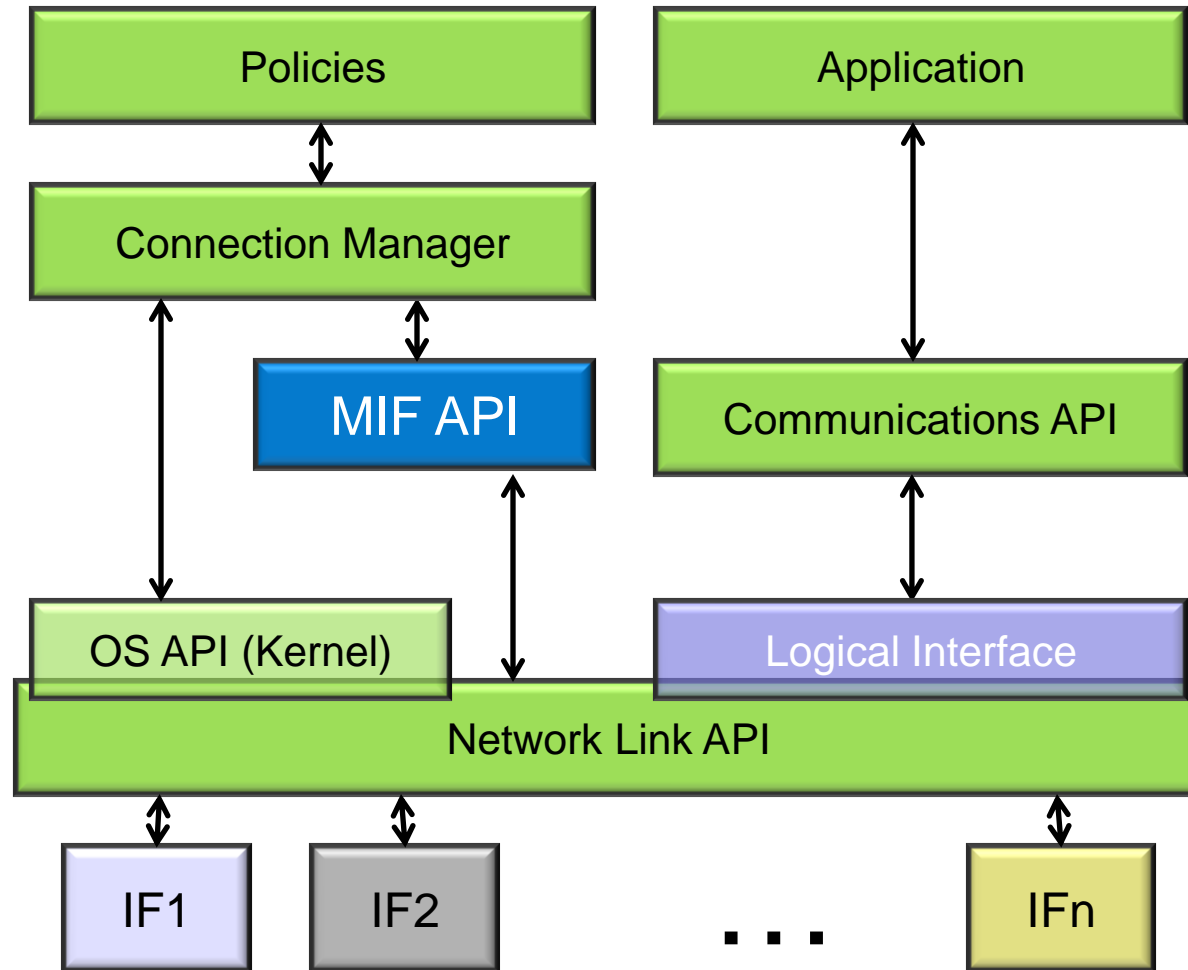 Policies
Application
Connection Manager
MIF API
Communications API
OS API (Kernel)
Logical Interface
Network Link API
IF1
IF2
. . .
IFn